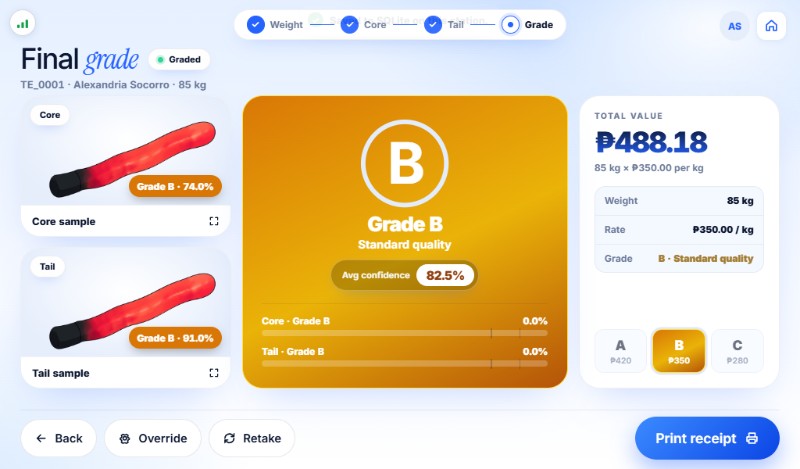 Weight
Core
Tail
Grade
AS
Final grade
Graded
TE_0001 · Alexandria Socorro · 85 kg
Core
Grade B · 74.0%
Core sample
Tail
Grade B · 91.0%
Tail sample
B
Grade B
Standard quality
Avg confidence 82.5%
Core · Grade B 0.0%
Tail · Grade B 0.0%
TOTAL VALUE
₱488.18
85 kg × ₱350.00 per kg
Weight 85 kg
Rate ₱350.00 / kg
Grade B · Standard quality
A
₱420
B
₱350
C
₱280
Back
Override
Retake
Print receipt